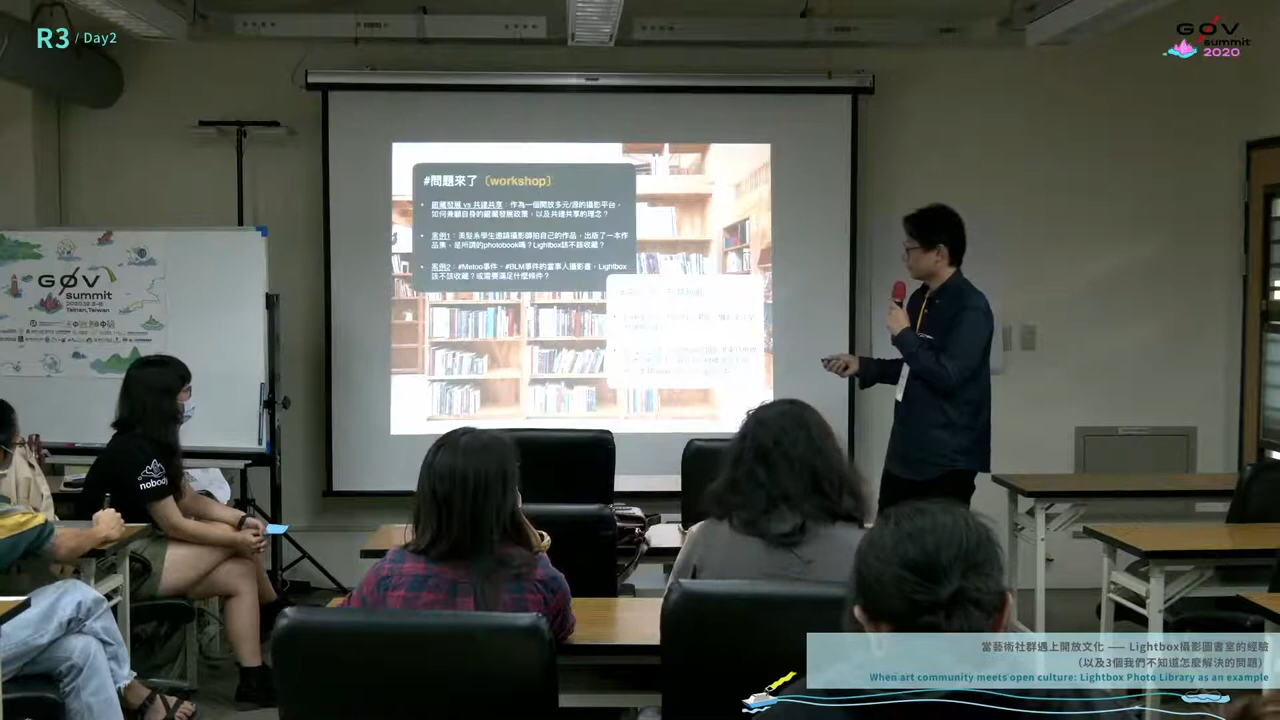 R3 / Day2
GØV
summit
2020
#問題來了〔workshop〕
館藏發展 vs 共建共享：作為一個開放多元/源的攝影平台，
如何兼顧自身的館藏發展政策，以及共建共享的理念？
案例1：美髮系學生邀請攝影師拍自己的作品，出版了一本作
品集，是所謂的photobook嗎？Lightbox該不該收藏？
案例2：#Metoo事件、#BLM事件的當事人攝影畫，Lightbox
該不該收藏？或需要滿足什麼條件？
GØV
summit
Tainan,Taiwan
nobody
當藝術社群遇上開放文化 —— Lightbox攝影圖書室的經驗
（以及3個我們不知道怎麼解決的問題）
When art community meets open culture: Lightbox Photo Library as an example